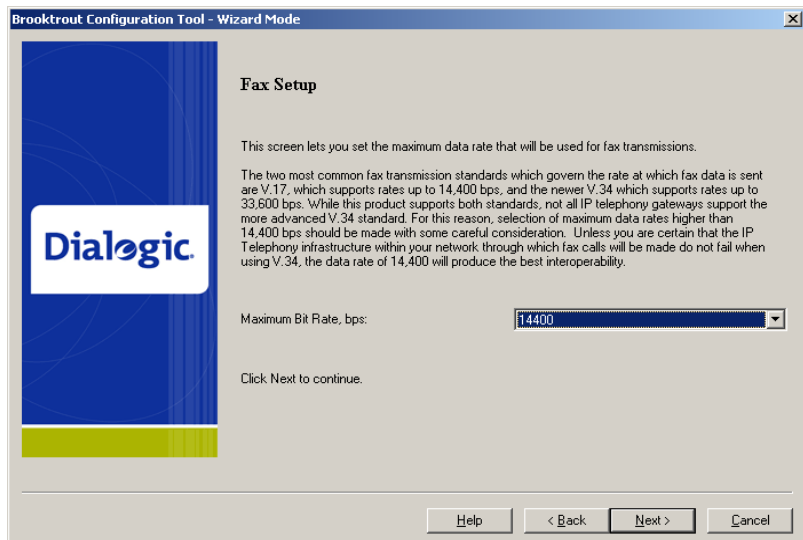 Brooktrout Configuration Tool - Wizard Mode
Fax Setup
This screen lets you set the maximum data rate that will be used for fax transmissions.
The two most common fax transmission standards which govern the rate at which fax data is sent
are V.17, which supports rates up to 14,400 bps, and the newer V.34 which supports rates up to
33,600 bps. While this product supports both standards, not all IP telephony gateways support the
more advanced V.34 standard. For this reason, selection of maximum data rates higher than
14,400 bps should be made with some careful consideration. Unless you are certain that the IP
Telephony infrastructure within your network through which fax calls will be made do not fail when
using V.34, the data rate of 14,400 will produce the best interoperability.
Dialogic.
Maximum Bit Rate, bps:
14400
Click Next to continue.
Help
< Back
Next >
Cancel